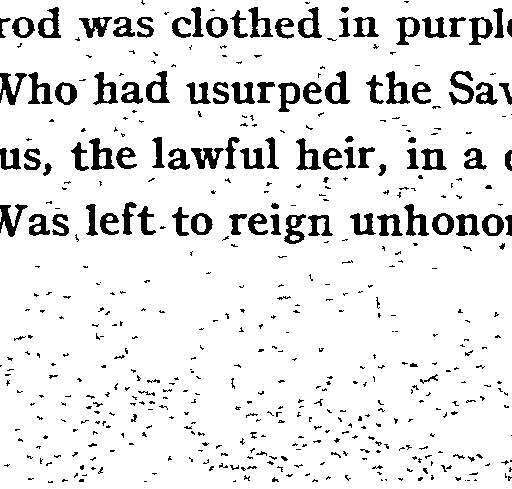 rod was clothed in purple
Who had usurped the Sav
us, the lawful heir, in a
Was left to reign unhonor